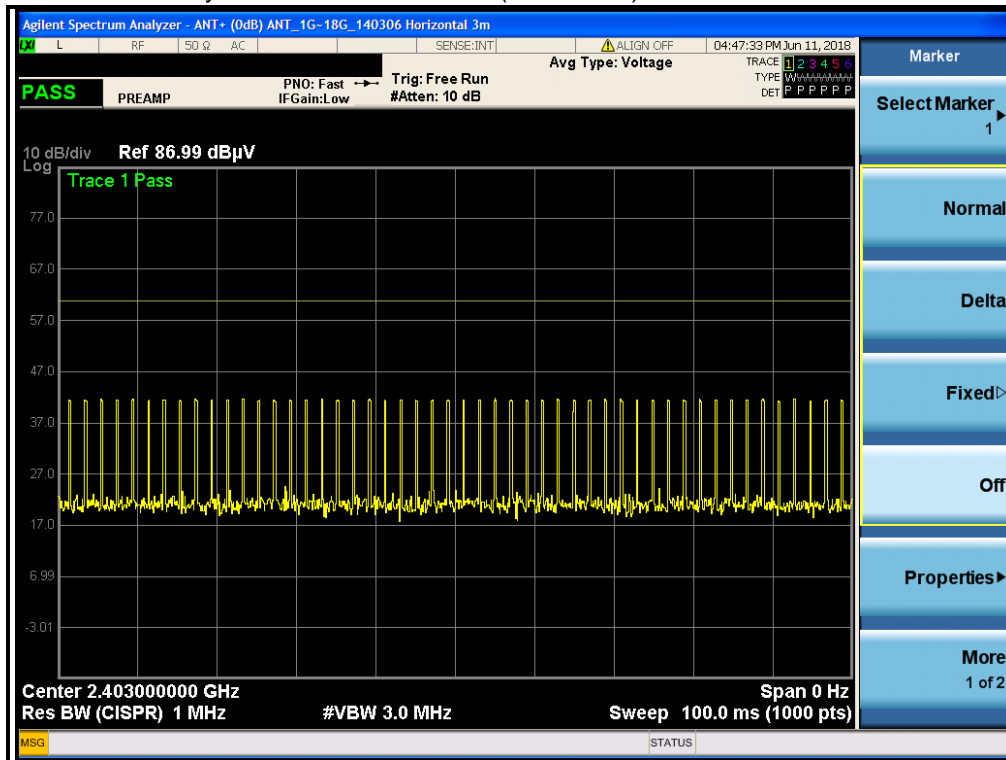 Agilent Spectrum Analyzer - ANT+ (0dB) ANT_1G~18G_140306 Horizontal 3m
LXI L RF 50 Ω AC SENSE:INT ALIGN OFF 04:47:33 PM Jun 11, 2018
Avg Type: Voltage
TRACE 1 2 3 4 5 6
TYPE
DET P P P P P P
PASS PREAMP
PNO: Fast
IFGain:Low
Trig: Free Run
#Atten: 10 dB
10 dB/div
Log
Ref 86.99 dBµV
Trace 1 Pass
77.0
67.0
57.0
47.0
37.0
27.0
17.0
6.99
-3.01
Center 2.403000000 GHz
Span 0 Hz
Res BW (CISPR) 1 MHz
#VBW 3.0 MHz
Sweep 100.0 ms (1000 pts)
MSG
STATUS
Marker
Select Marker
1
Normal
Delta
Fixed
Off
Properties
More
1 of 2